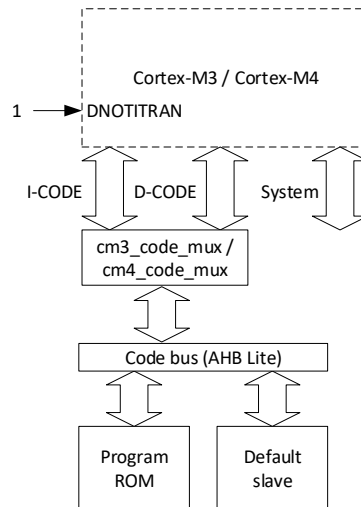 Cortex-M3 / Cortex-M4
1
DNOTITRAN
I-CODE
D-CODE
System
cm3_code_mux /
cm4_code_mux
Code bus (AHB Lite)
Program
ROM
Default
slave